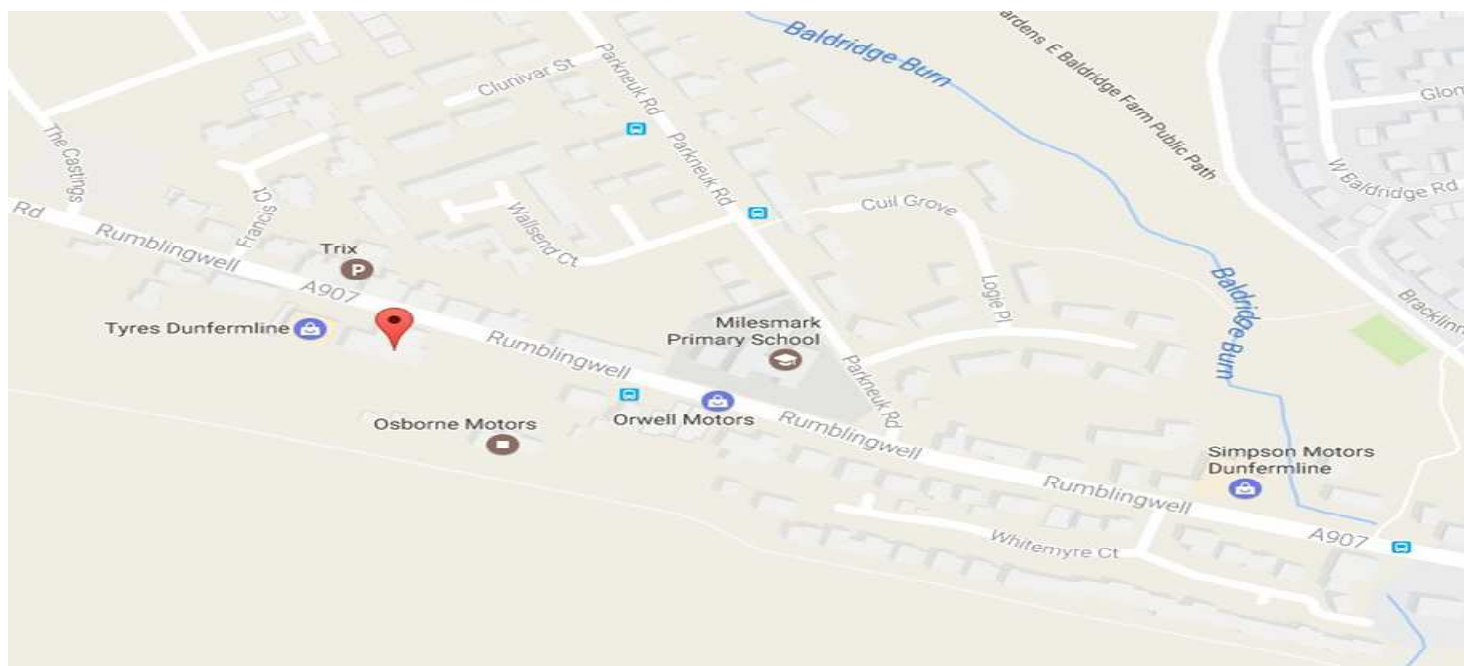 Baldridge Burn
ardens E Baldridge Farm Public Path
Glom
W Baldridge Rd
Parkneuk Rd
Clunivar St
Parkneuk Rd
The Castings
Francis Ct
Wallsend Ct
Cuil Grove
Logie Pl
Baldridge Burn
Bracklinn
Rd
Rumblingwell
Trix
P
A907
Tyres Dunfermline
Rumblingwell
Milesmark
Primary School
Parkneuk Rd
Osborne Motors
Orwell Motors
Rumblingwell
Simpson Motors
Dunfermline
Rumblingwell
A907
Whitemyre Ct